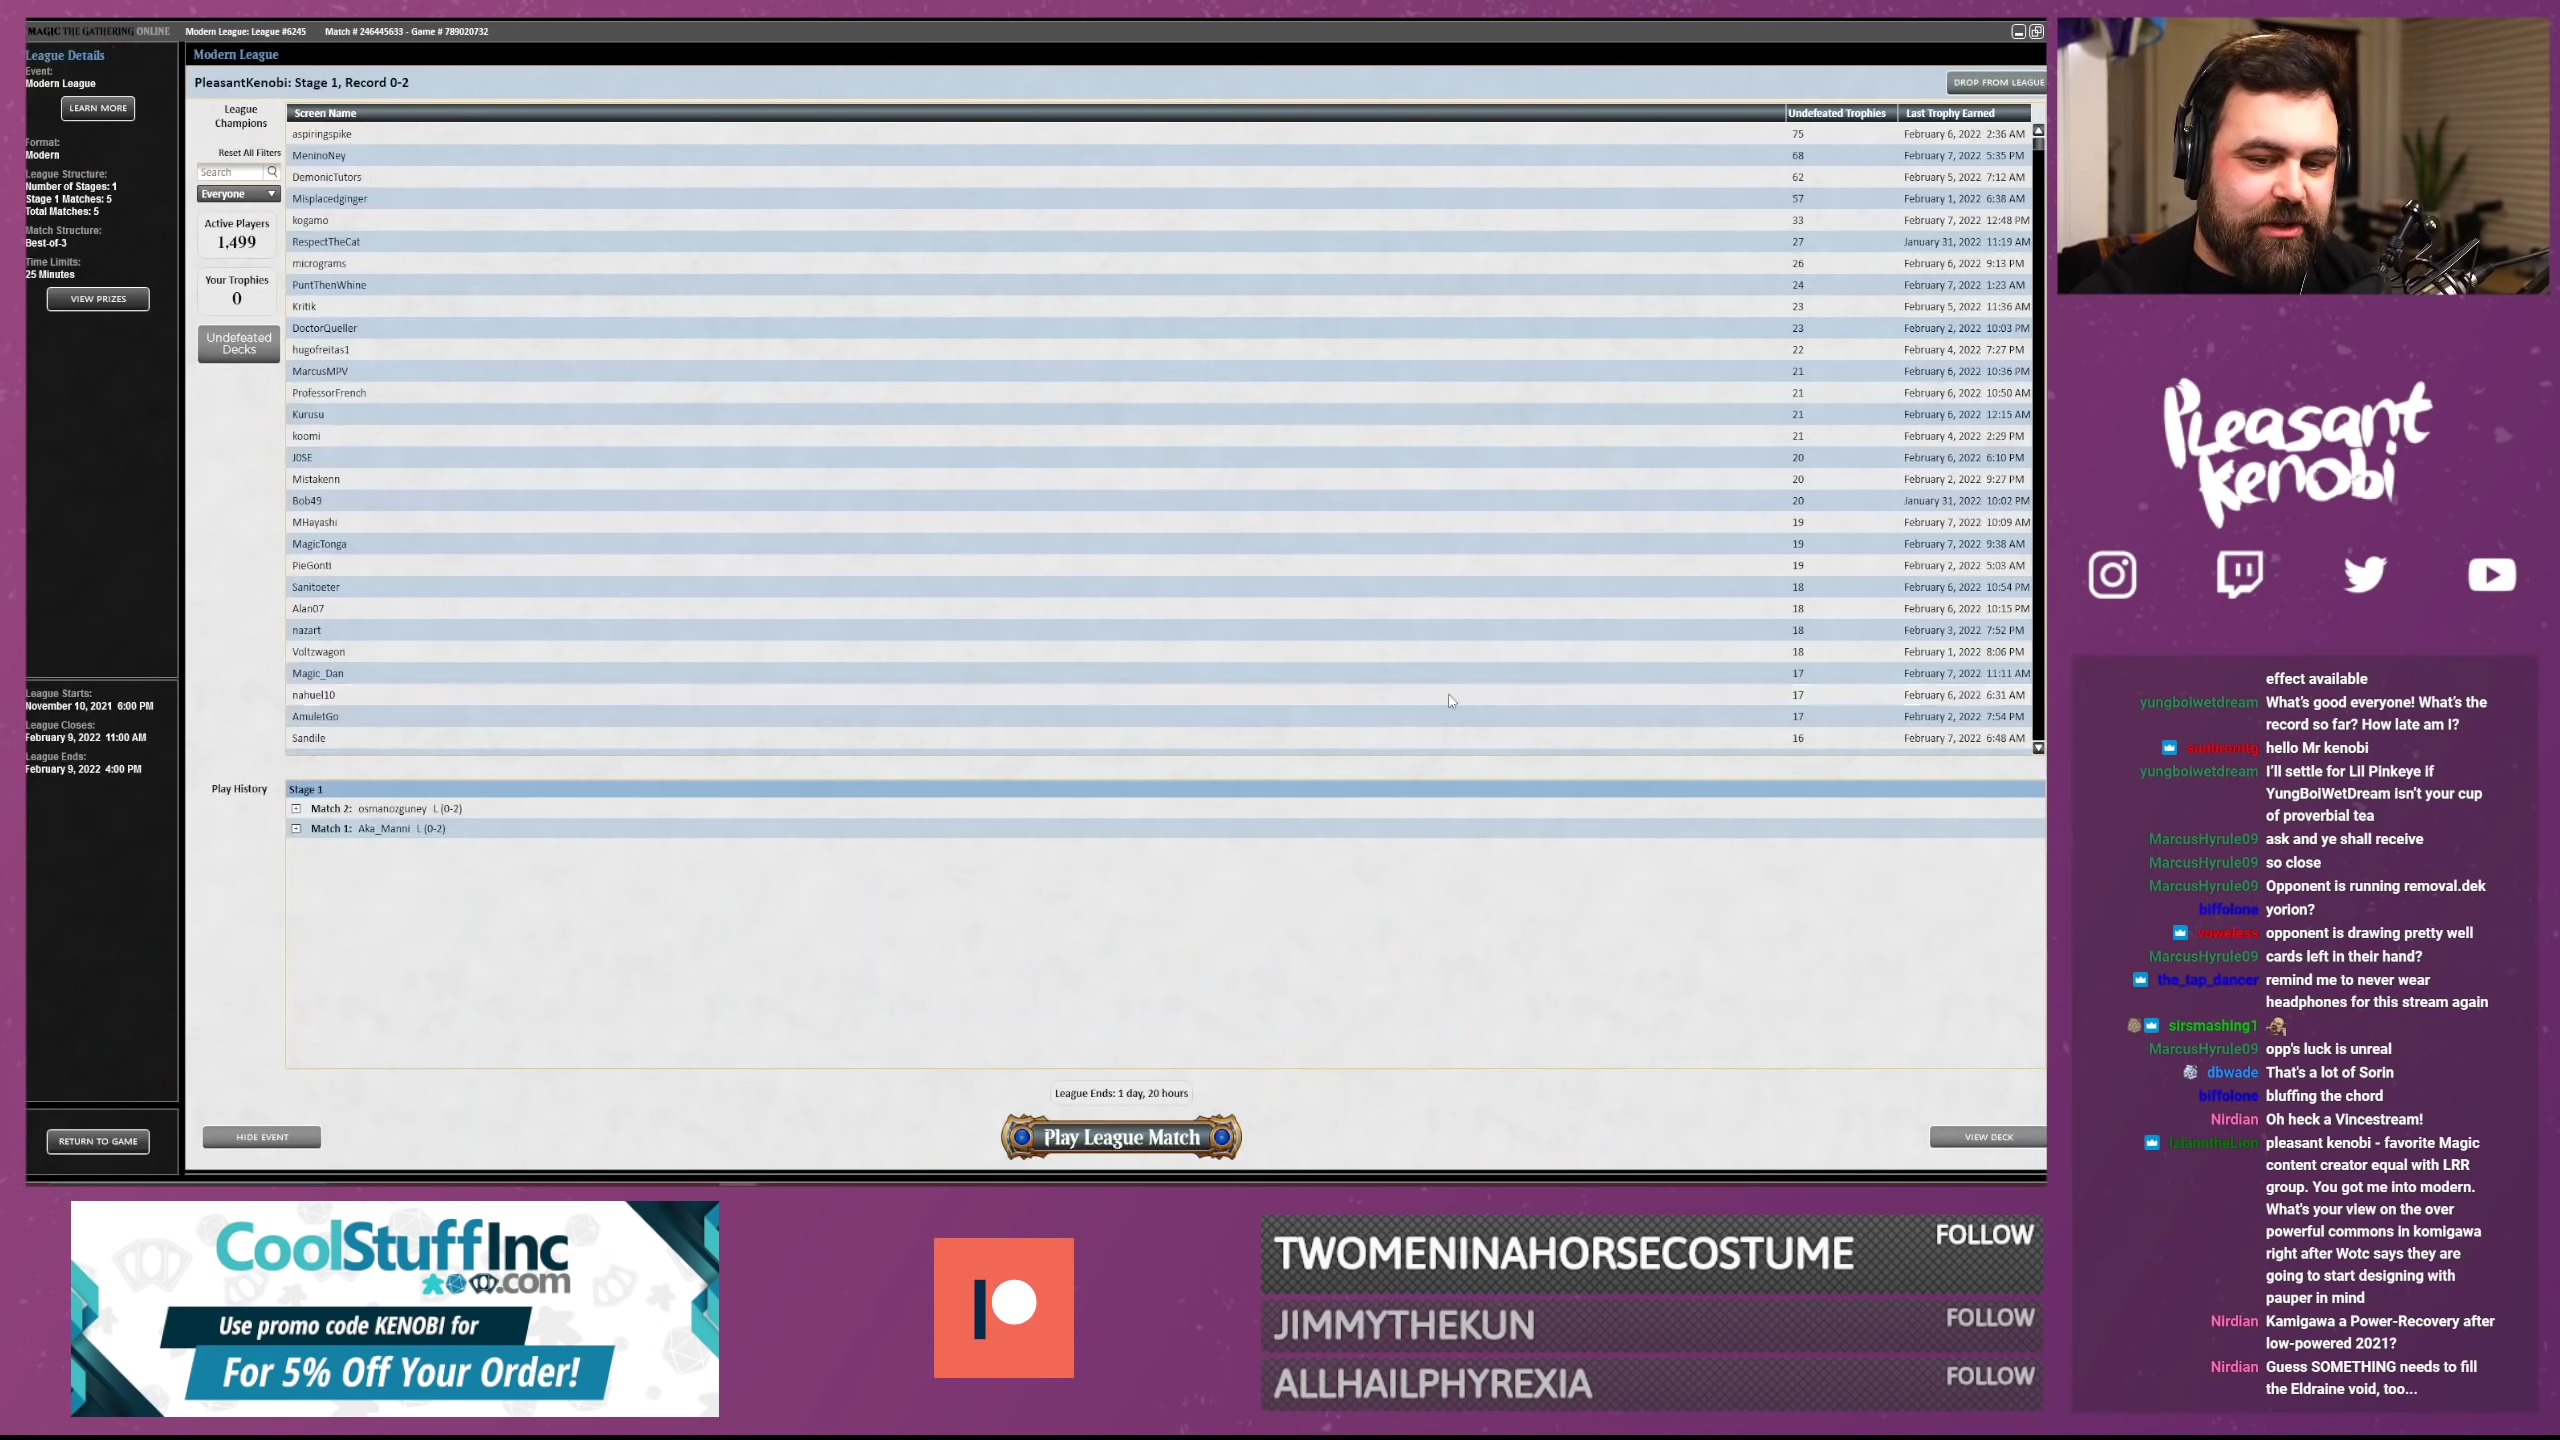 MAGIC THE GATHERING ONLINE
Modern League: League #6245
Match # 246445633 - Game # 789020732
League Details
Event:
Modern League
LEARN MORE
Format:
Modern
League Structure:
Number of Stages: 1
Stage 1 Matches: 5
Total Matches: 5
Match Structure:
Best-of-3
Time Limits:
25 Minutes
VIEW PRIZES
League Starts:
November 10, 2021 6:00 PM
League Closes:
February 9, 2022 11:00 AM
League Ends:
February 9, 2022 4:00 PM
RETURN TO GAME
Modern League
PleasantKenobi: Stage 1, Record 0-2
DROP FROM LEAGUE
League
Champions
Reset All Filters
Search
Everyone
Active Players
1,499
Your Trophies
0
Undefeated
Decks
Screen Name Undefeated Trophies Last Trophy Earned
aspiringspike 75 February 6, 2022 2:36 AM
MeninoNey 68 February 7, 2022 5:35 PM
DemonicTutors 62 February 5, 2022 7:12 AM
Misplacedginger 57 February 1, 2022 6:38 AM
kogamo 33 February 7, 2022 12:48 PM
RespectTheCat 27 January 31, 2022 11:19 AM
micrograms 26 February 6, 2022 9:13 PM
PuntThenWhine 24 February 7, 2022 1:23 AM
Kritik 23 February 5, 2022 11:36 AM
DoctorQueller 23 February 2, 2022 10:03 PM
hugofreitas1 22 February 4, 2022 7:27 PM
MarcusMPV 21 February 6, 2022 10:36 PM
ProfessorFrench 21 February 6, 2022 10:50 AM
Kurusu 21 February 6, 2022 12:15 AM
koomi 21 February 4, 2022 2:29 PM
J0SE 20 February 6, 2022 6:10 PM
Mistakenn 20 February 2, 2022 9:27 PM
Bob49 20 January 31, 2022 10:02 PM
MHayashi 19 February 7, 2022 10:09 AM
MagicTonga 19 February 7, 2022 9:38 AM
PieGonti 19 February 2, 2022 5:03 AM
Sanitoeter 18 February 6, 2022 10:54 PM
Alan07 18 February 6, 2022 10:15 PM
nazart 18 February 3, 2022 7:52 PM
Voltzwagon 18 February 1, 2022 8:06 PM
Magic_Dan 17 February 7, 2022 11:11 AM
nahuel10 17 February 6, 2022 6:31 AM
AmuletGo 17 February 2, 2022 7:54 PM
Sandile 16 February 7, 2022 6:48 AM
Play History
Stage 1
Match 2: osmanozguney L (0-2)
Match 1: Aka_Manni L (0-2)
League Ends: 1 day, 20 hours
HIDE EVENT
Play League Match
VIEW DECK
Pleasant
Kenobi
effect available
yungboiwetdream What's good everyone! What's the
record so far? How late am I?
hello Mr kenobi
yungboiwetdream I'll settle for Lil Pinkeye if
YungBoiWetDream isn't your cup
of proverbial tea
MarcusHyrule09 ask and ye shall receive
MarcusHyrule09 so close
MarcusHyrule09 Opponent is running removal.dek
biffolone yorion?
voweless opponent is drawing pretty well
MarcusHyrule09 cards left in their hand?
the_tap_dancer remind me to never wear
headphones for this stream again
sirsmashing1
MarcusHyrule09 opp's luck is unreal
dbwade That's a lot of Sorin
biffolone bluffing the chord
Nirdian Oh heck a Vincestream!
pleasant kenobi - favorite Magic
content creator equal with LRR
group. You got me into modern.
What's your view on the over
powerful commons in komigawa
right after Wotc says they are
going to start designing with
pauper in mind
Nirdian Kamigawa a Power-Recovery after
low-powered 2021?
Nirdian Guess SOMETHING needs to fill
the Eldraine void, too...
CoolStuffInc
.com
Use promo code KENOBI for
For 5% Off Your Order!
TWOMENINAHORSECOSTUME FOLLOW
JIMMYTHEKUN FOLLOW
ALLHAILPHYREXIA FOLLOW